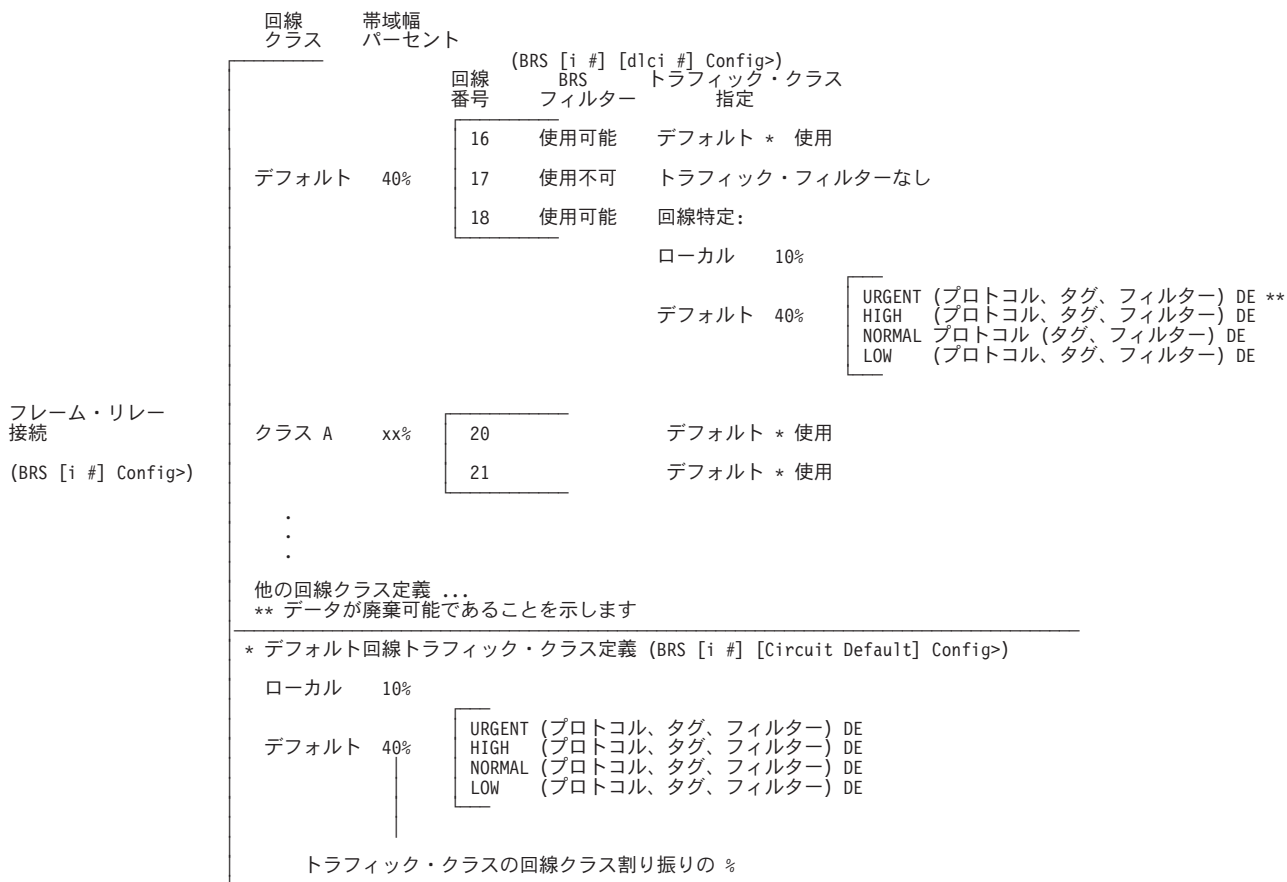 回線 帯域幅
クラス パーセント
(BRS [i #] [dlci #] Config>)
回線 BRS トラフィック・クラス
番号 フィルター 指定
16 使用可能 デフォルト * 使用
デフォルト 40% 17 使用不可 トラフィック・フィルターなし
18 使用可能 回線特定:
ローカル 10%
URGENT (プロトコル、タグ、フィルター) DE **
デフォルト 40% HIGH (プロトコル、タグ、フィルター) DE
NORMAL プロトコル (タグ、フィルター) DE
LOW (プロトコル、タグ、フィルター) DE
フレーム・リレー
接続 クラス A xx% 20 デフォルト * 使用
(BRS [i #] Config>) 21 デフォルト * 使用
.
.
.
他の回線クラス定義 ...
** データが廃棄可能であることを示します
* デフォルト回線トラフィック・クラス定義 (BRS [i #] [Circuit Default] Config>)
ローカル 10%
URGENT (プロトコル、タグ、フィルター) DE
デフォルト 40% HIGH (プロトコル、タグ、フィルター) DE
NORMAL (プロトコル、タグ、フィルター) DE
LOW (プロトコル、タグ、フィルター) DE
トラフィック・クラスの回線クラス割り振りの %